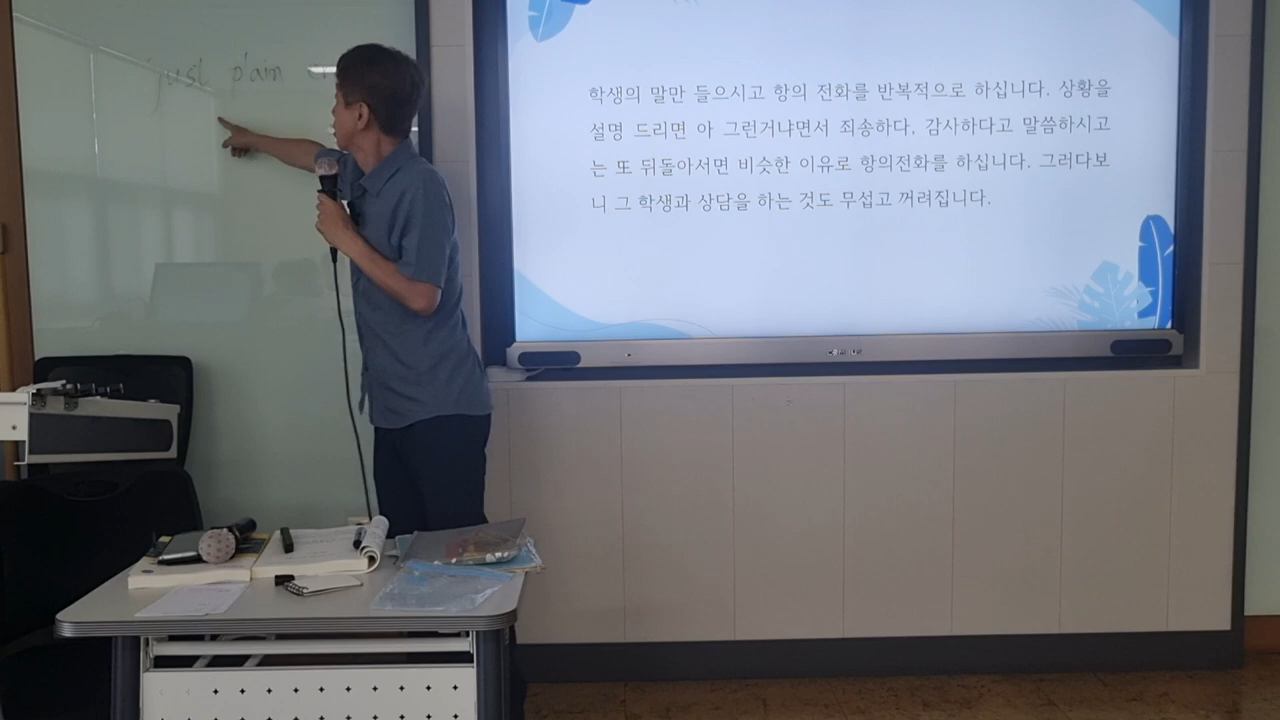 just plain
학생의 말만 들으시고 항의 전화를 반복적으로 하십니다. 상황을
설명 드리면 아 그런거냐면서 죄송하다, 감사하다고 말씀하시고
는 또 뒤돌아서면 비슷한 이유로 항의전화를 하십니다. 그러다보
니 그 학생과 상담을 하는 것도 무섭고 꺼려집니다.